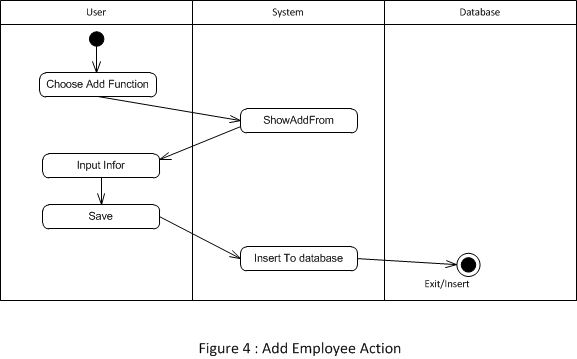 User
System
Database
Choose Add Function
ShowAddFrom
Input Infor
Save
Insert To database
Exit/Insert
Figure 4 : Add Employee Action